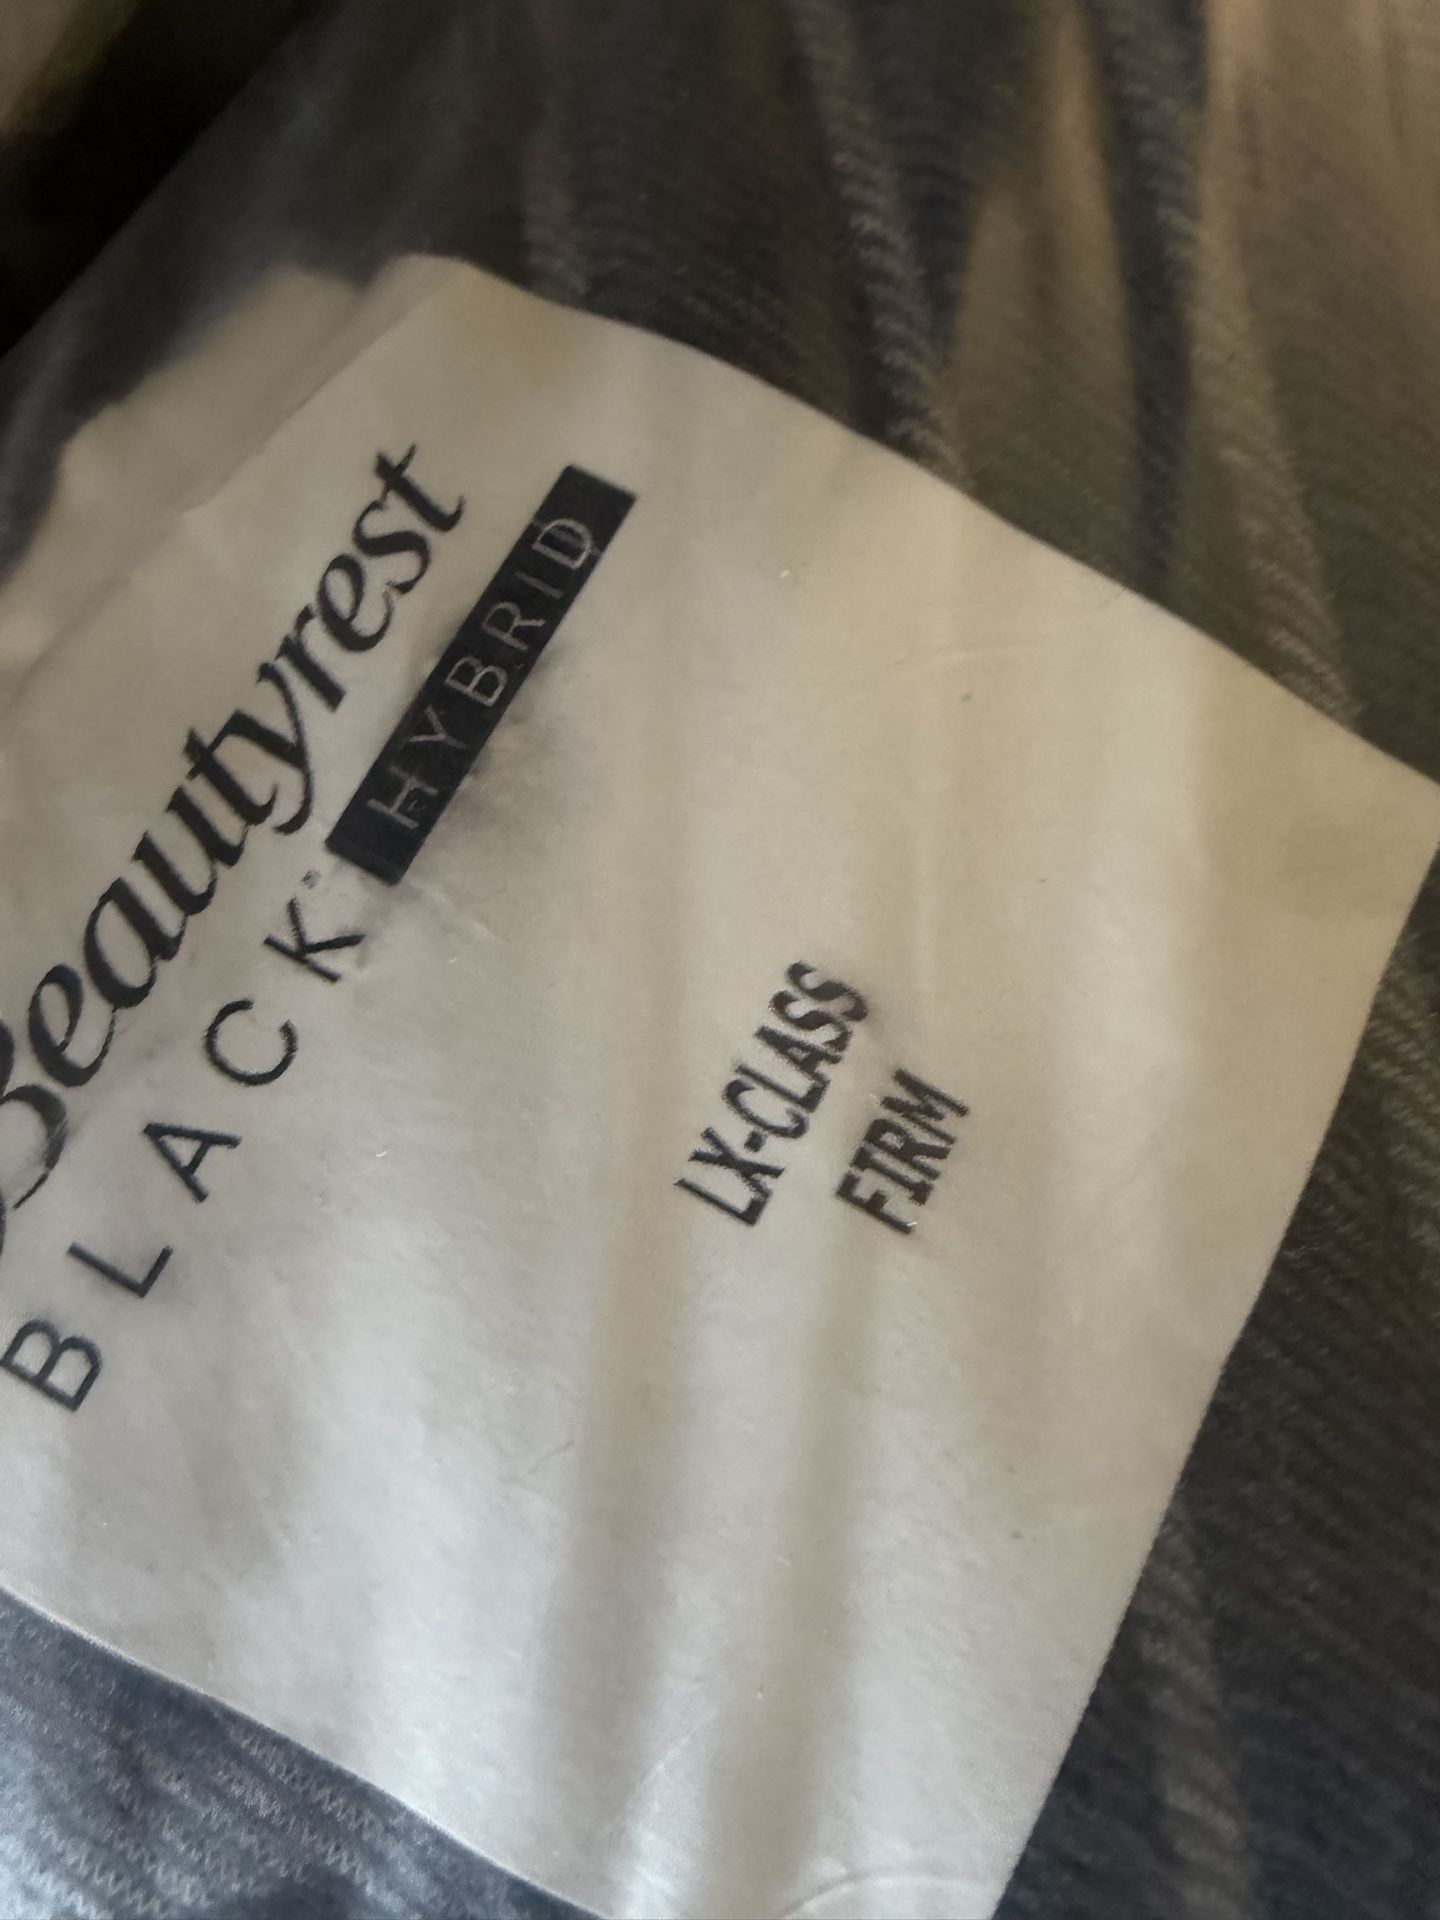 Beautyrest
BLACK® HYBRID
LX-CLASS
FIRM